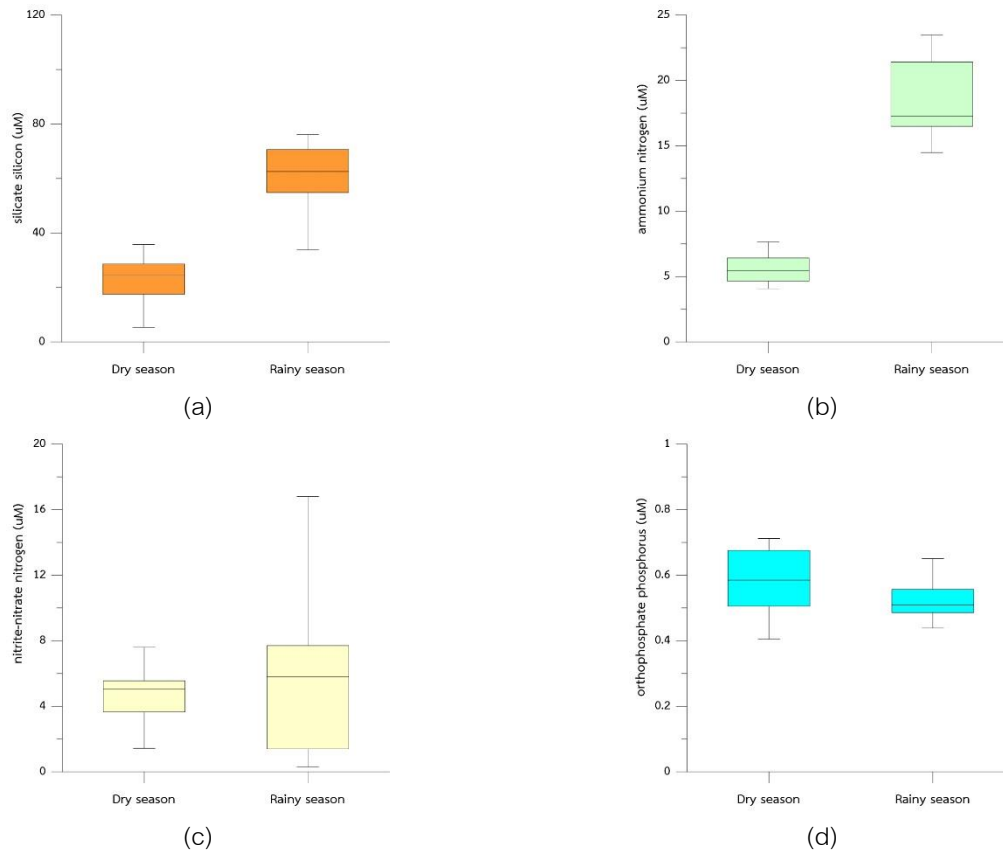 120
80
40
0
silicate silicon (uM)
Dry season
Rainy season
(a)
25
20
15
10
5
0
ammonium nitrogen (uM)
Dry season
Rainy season
(b)
20
16
12
8
4
0
nitrite-nitrate nitrogen (uM)
Dry season
Rainy season
(c)
1
0.8
0.6
0.4
0.2
0
orthophosphate phosphorus (uM)
Dry season
Rainy season
(d)